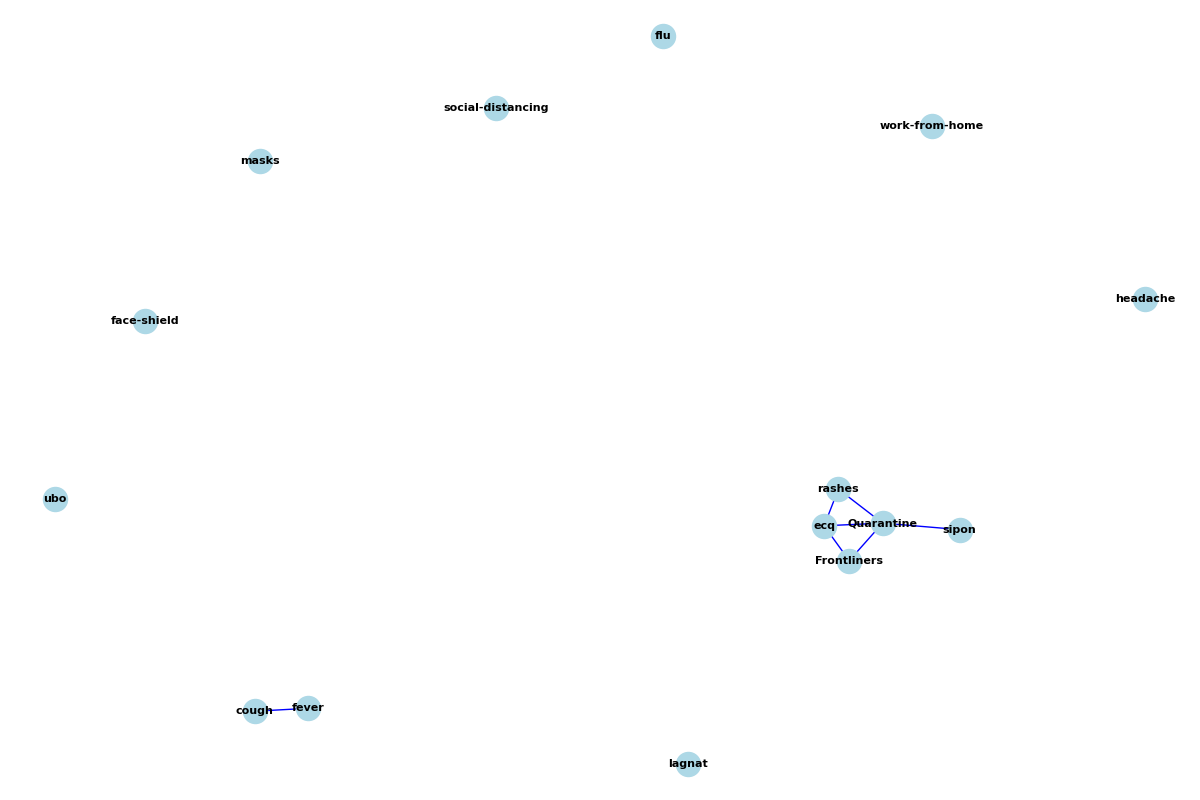 flu
social-distancing
work-from-home
masks
headache
face-shield
rashes
ubo
ecq
Quarantine
sipon
Frontliners
cough
fever
lagnat